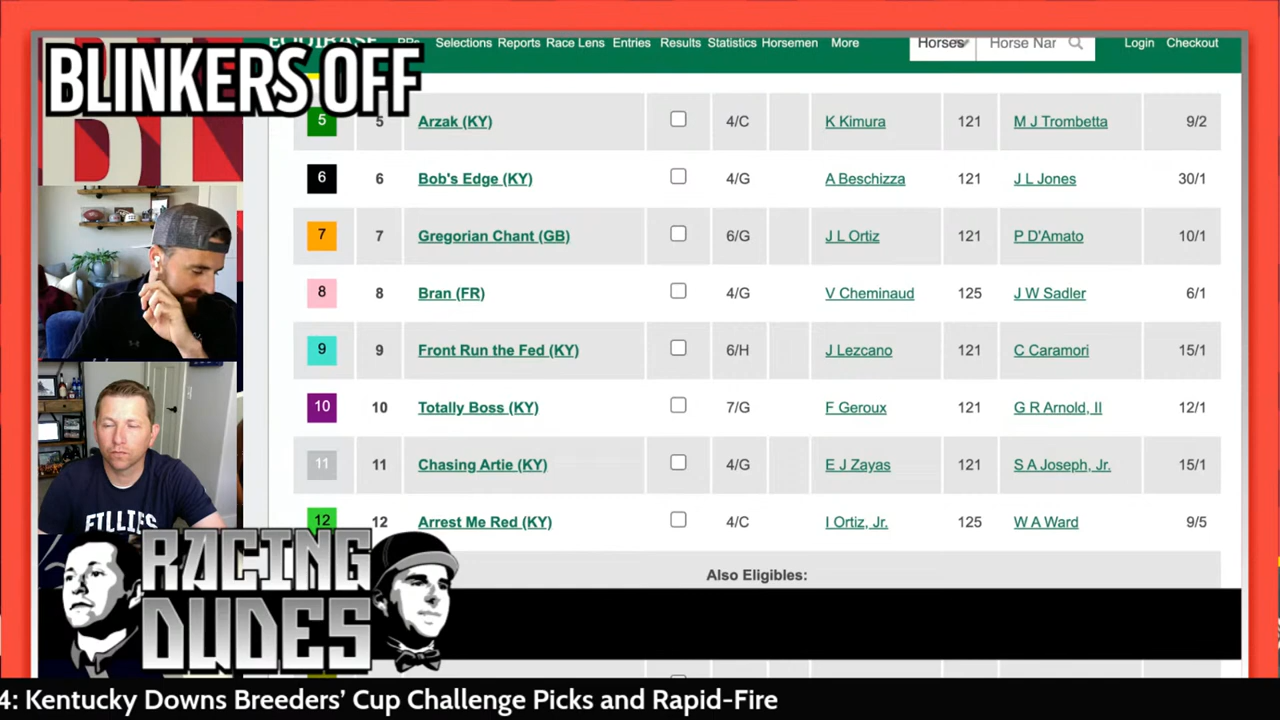 BLINKERS OFF
EQUIBASE PPs Selections Reports Race Lens Entries Results Statistics Horsemen More Horses Horse Nar Login Checkout
5 5 Arzak (KY) 4/C K Kimura 121 M J Trombetta 9/2
6 6 Bob's Edge (KY) 4/G A Beschizza 121 J L Jones 30/1
7 7 Gregorian Chant (GB) 6/G J L Ortiz 121 P D'Amato 10/1
8 8 Bran (FR) 4/G V Cheminaud 125 J W Sadler 6/1
9 9 Front Run the Fed (KY) 6/H J Lezcano 121 C Caramori 15/1
10 10 Totally Boss (KY) 7/G F Geroux 121 G R Arnold, II 12/1
11 11 Chasing Artie (KY) 4/G E J Zayas 121 S A Joseph, Jr. 15/1
12 12 Arrest Me Red (KY) 4/C I Ortiz, Jr. 125 W A Ward 9/5
Also Eligibles:
FILLIES
RACING
DUDES
4: Kentucky Downs Breeders’ Cup Challenge Picks and Rapid-Fire